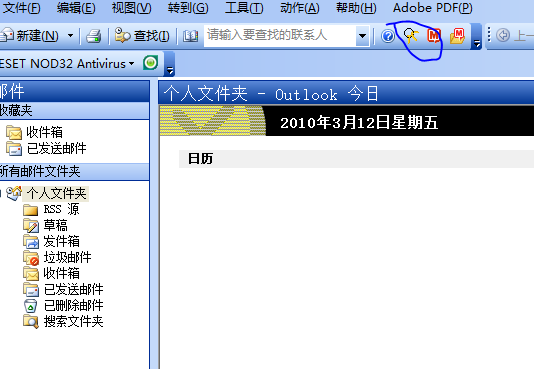 文件(F) 编辑(E) 视图(V) 转到(G) 工具(T) 动作(A) 帮助(H) Adobe PDF(P)
新建(N) 查找(I) 请输入要查找的联系人 上一
ESET NOD32 Antivirus
邮件
个人文件夹 - Outlook 今日
收藏夹
2010年3月12日星期五
收件箱
已发送邮件
日历
所有邮件文件夹
个人文件夹
RSS 源
草稿
发件箱
垃圾邮件
收件箱
已发送邮件
已删除邮件
搜索文件夹